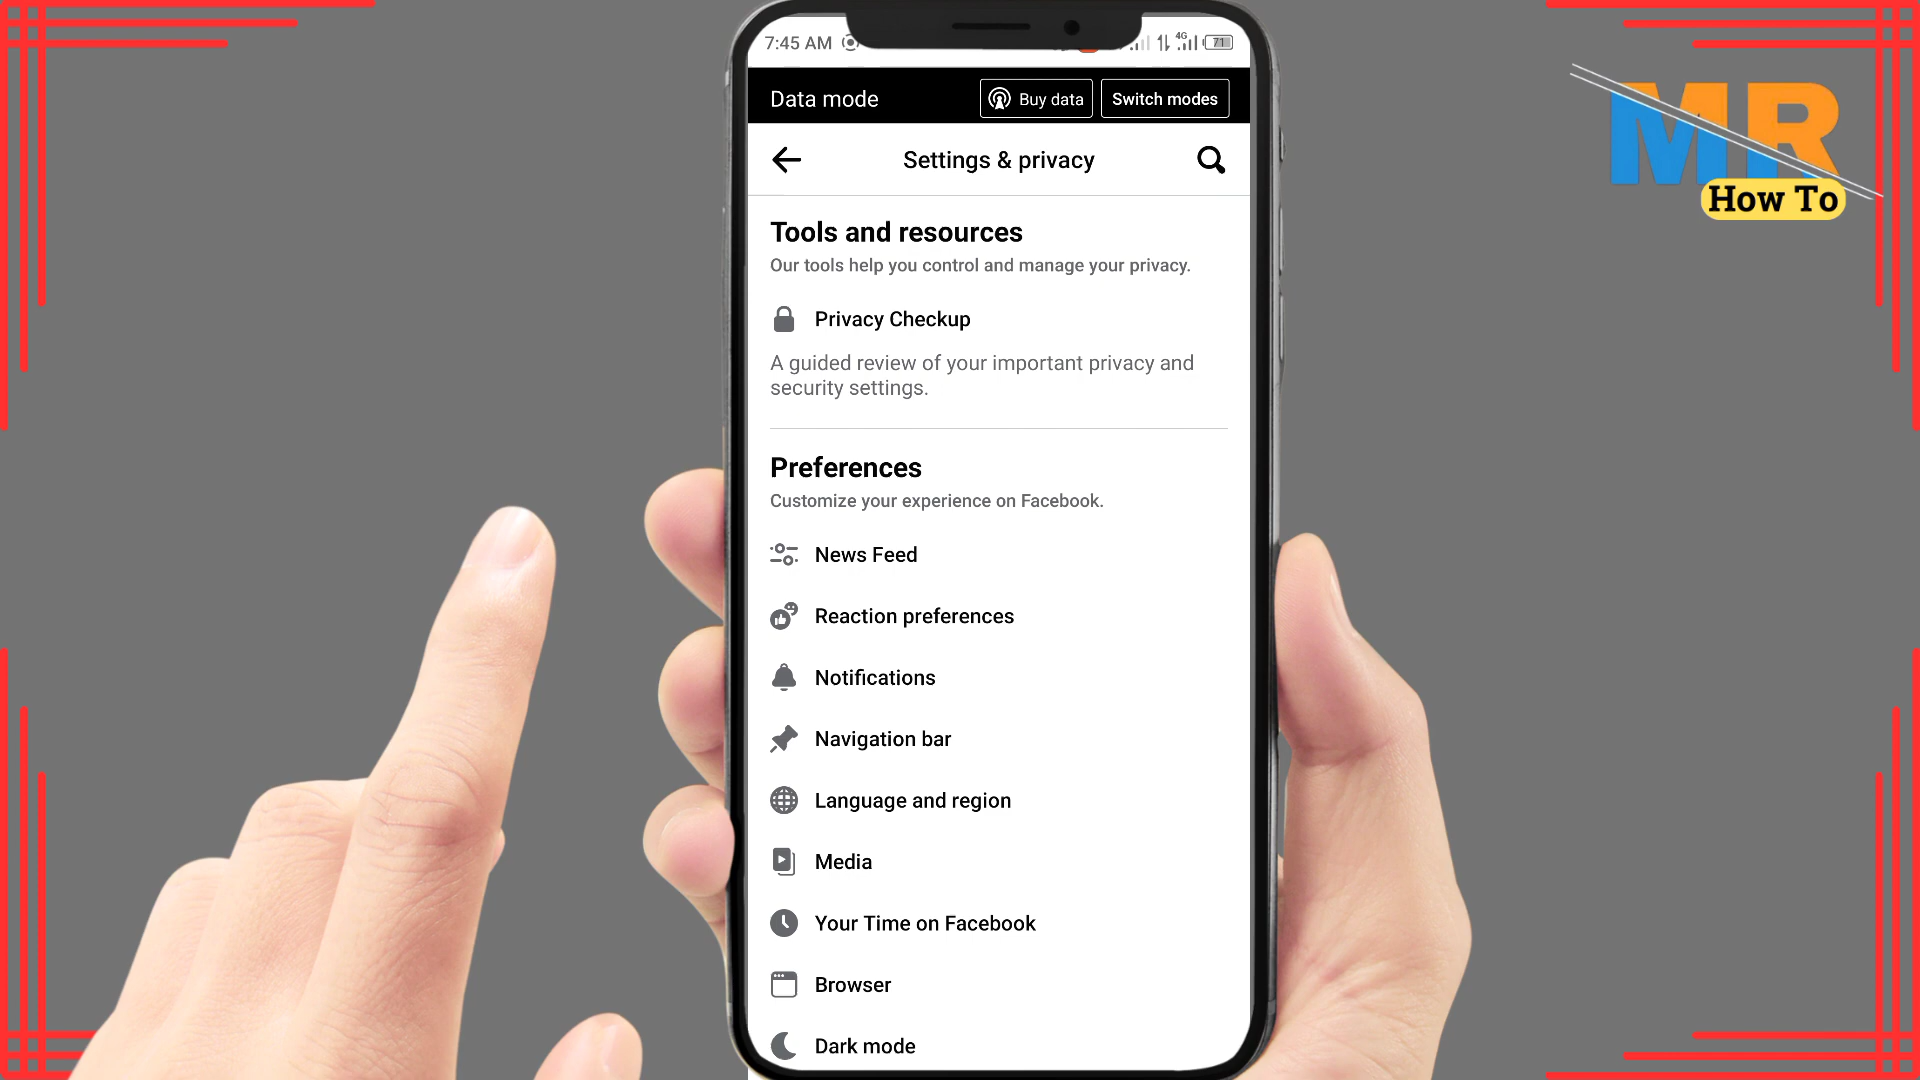 7:45 AM
4G
71
Data mode
Buy data
Switch modes
Settings & privacy
MR
How To
Tools and resources
Our tools help you control and manage your privacy.
Privacy Checkup
A guided review of your important privacy and
security settings.
Preferences
Customize your experience on Facebook.
News Feed
Reaction preferences
Notifications
Navigation bar
Language and region
Media
Your Time on Facebook
Browser
Dark mode